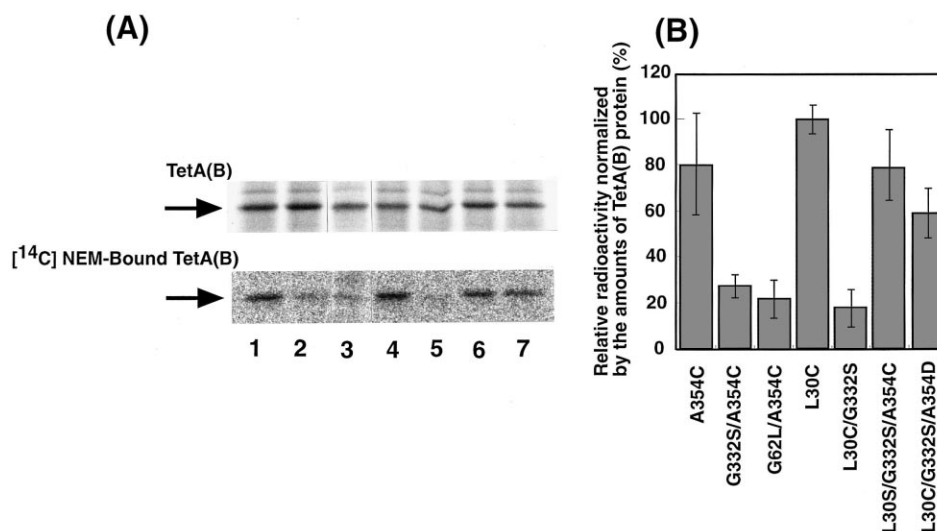 (A)
TetA(B)
[14C] NEM-Bound TetA(B)
1 2 3 4 5 6 7
(B)
Relative radioactivity normalized
by the amounts of TetA(B) protein (%)
120
100
80
60
40
20
0
A354C
G332S/A354C
G62L/A354C
L30C
L30C/G332S
L30S/G332S/A354C
L30C/G332S/A354D